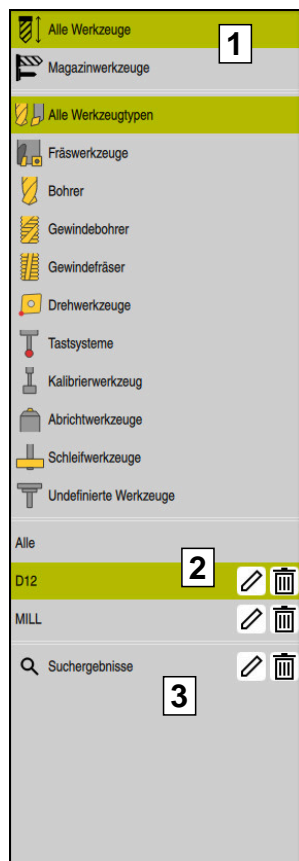 Alle Werkzeuge
1
Magazinwerkzeuge
Alle Werkzeugtypen
Fräswerkzeuge
Bohrer
Gewindebohrer
Gewindefräser
Drehwerkzeuge
Tastsysteme
Kalibrierwerkzeug
Abrichtwerkzeuge
Schleifwerkzeuge
Undefinierte Werkzeuge
Alle
2
D12
MILL
Suchergebnisse
3